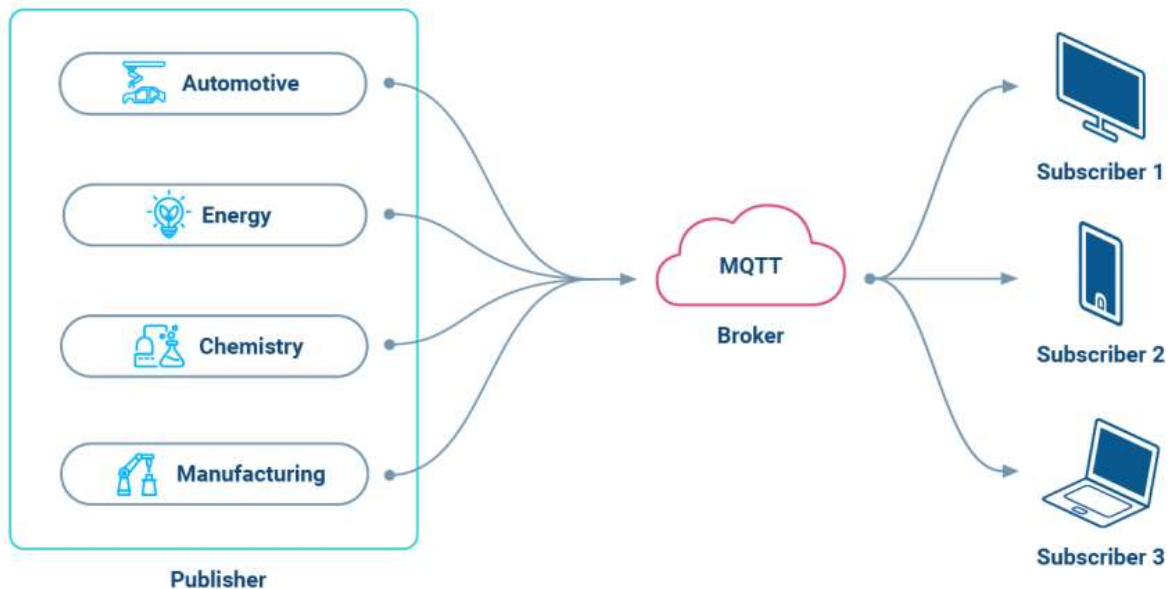 Automotive
Energy
Chemistry
Manufacturing
Publisher
MQTT
Broker
Subscriber 1
Subscriber 2
Subscriber 3